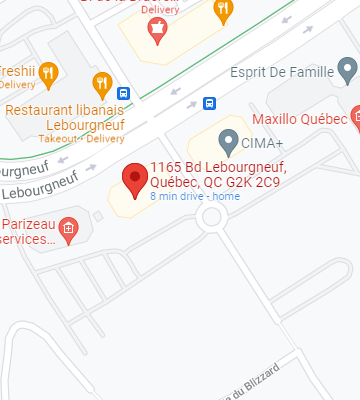 Delivery
Freshii
Delivery
Esprit De Famille
Restaurant libanais
Lebourgneuf
Takeout • Delivery
Maxillo Québec
CIMA+
Lebourgneuf
1165 Bd Lebourgneuf,
Québec, QC G2K 2C9
8 min drive - home
Parizeau
services...
du Blizzard